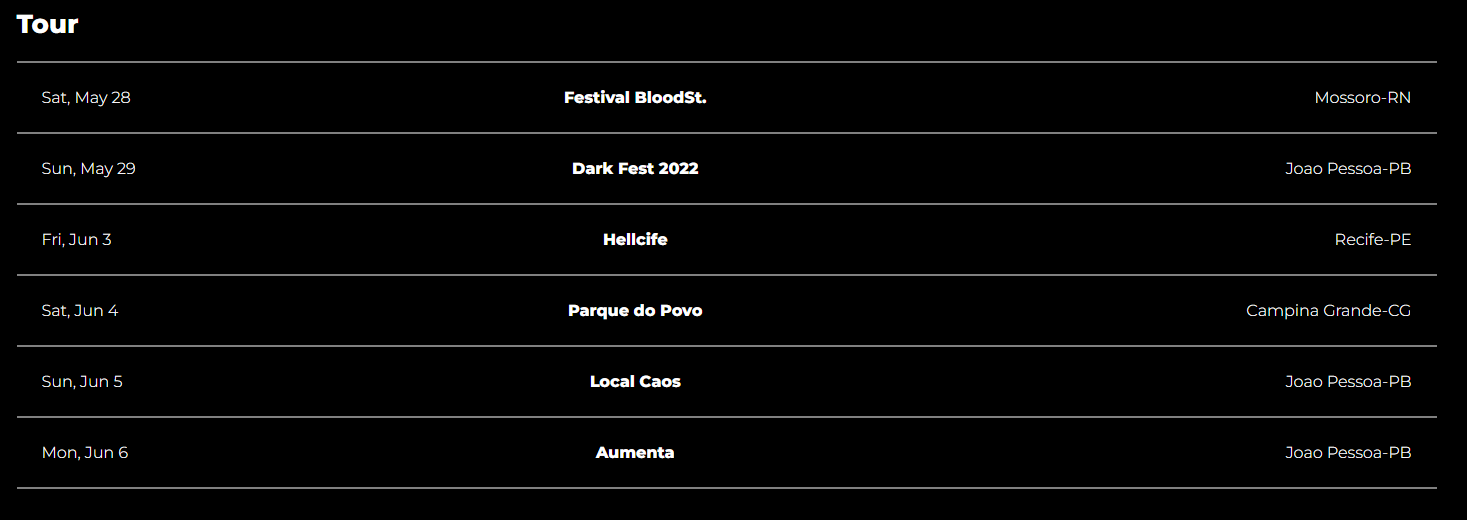 Tour
Sat, May 28 Festival BloodSt. Mossoro-RN
Sun, May 29 Dark Fest 2022 Joao Pessoa-PB
Fri, Jun 3 Hellcife Recife-PE
Sat, Jun 4 Parque do Povo Campina Grande-CG
Sun, Jun 5 Local Caos Joao Pessoa-PB
Mon, Jun 6 Aumenta Joao Pessoa-PB